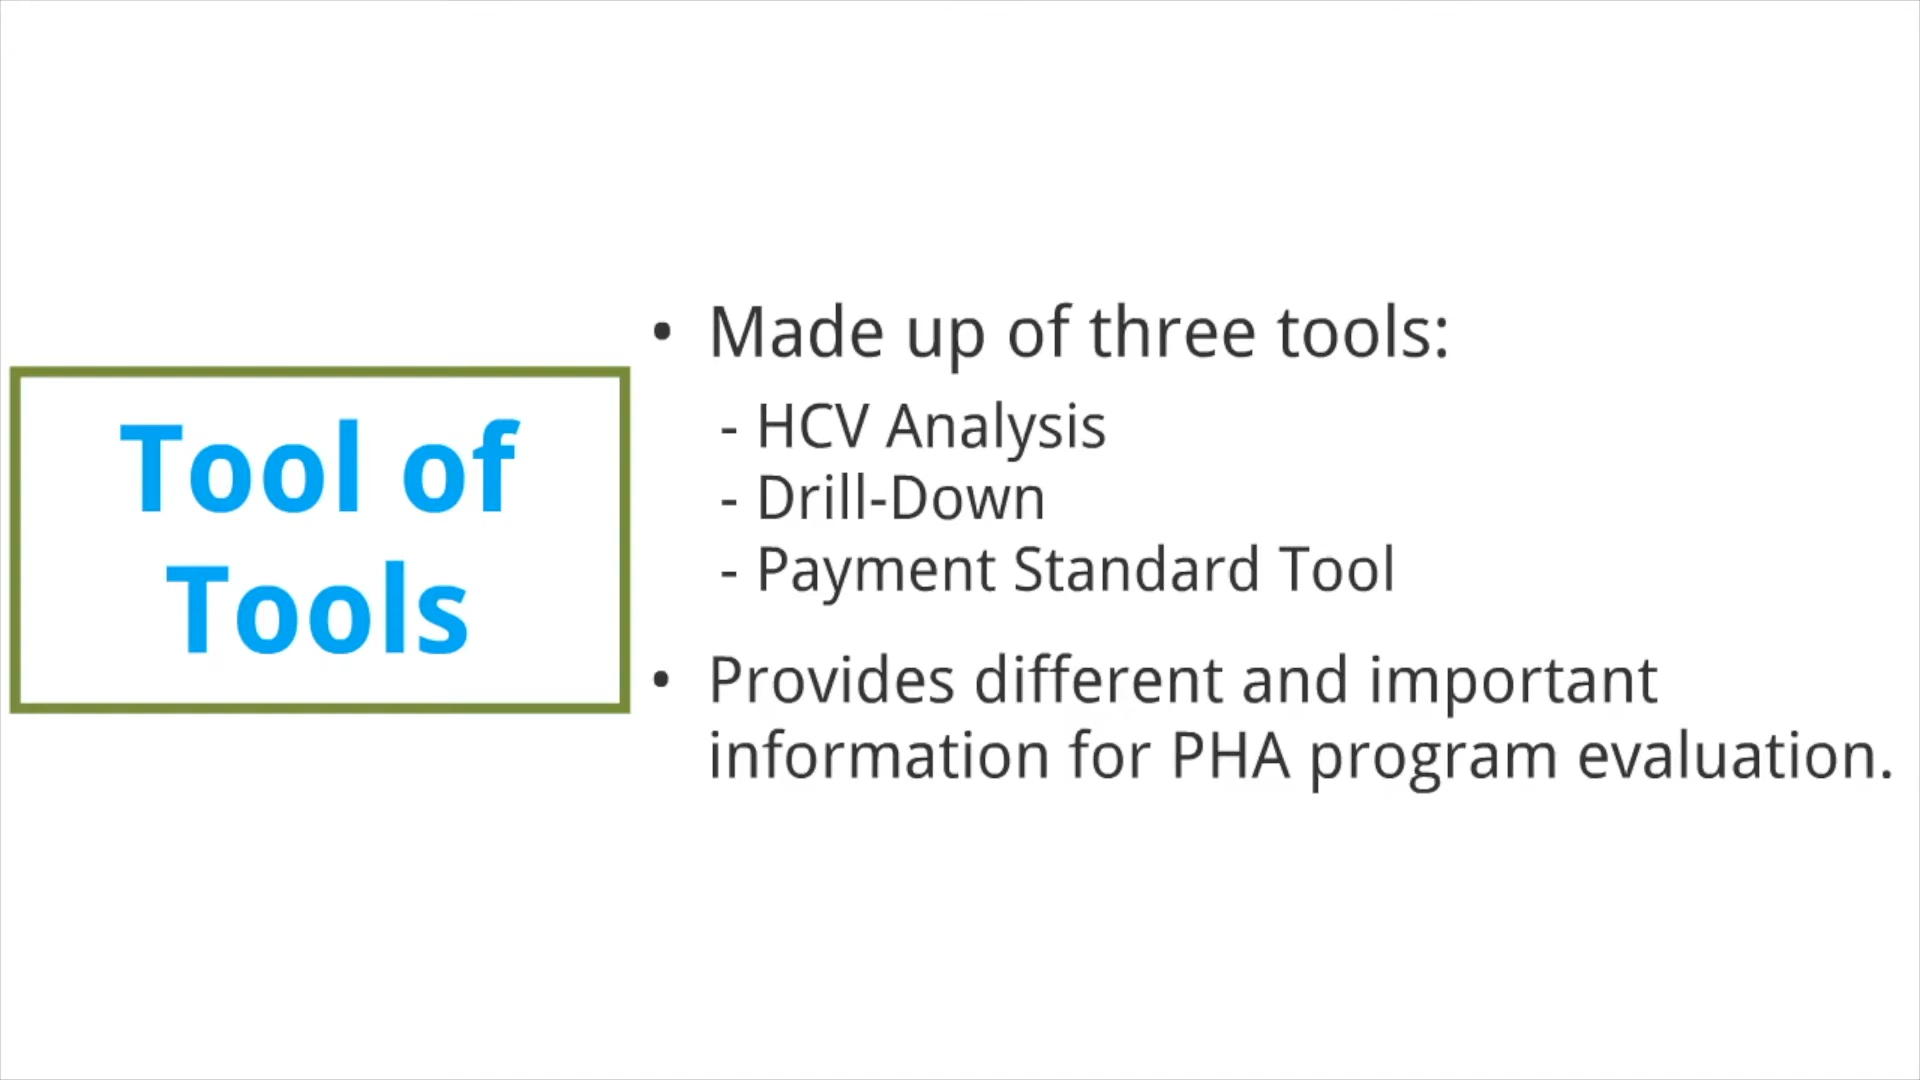 Tool of
Tools
• Made up of three tools:
- HCV Analysis
- Drill-Down
- Payment Standard Tool
• Provides different and important
information for PHA program evaluation.